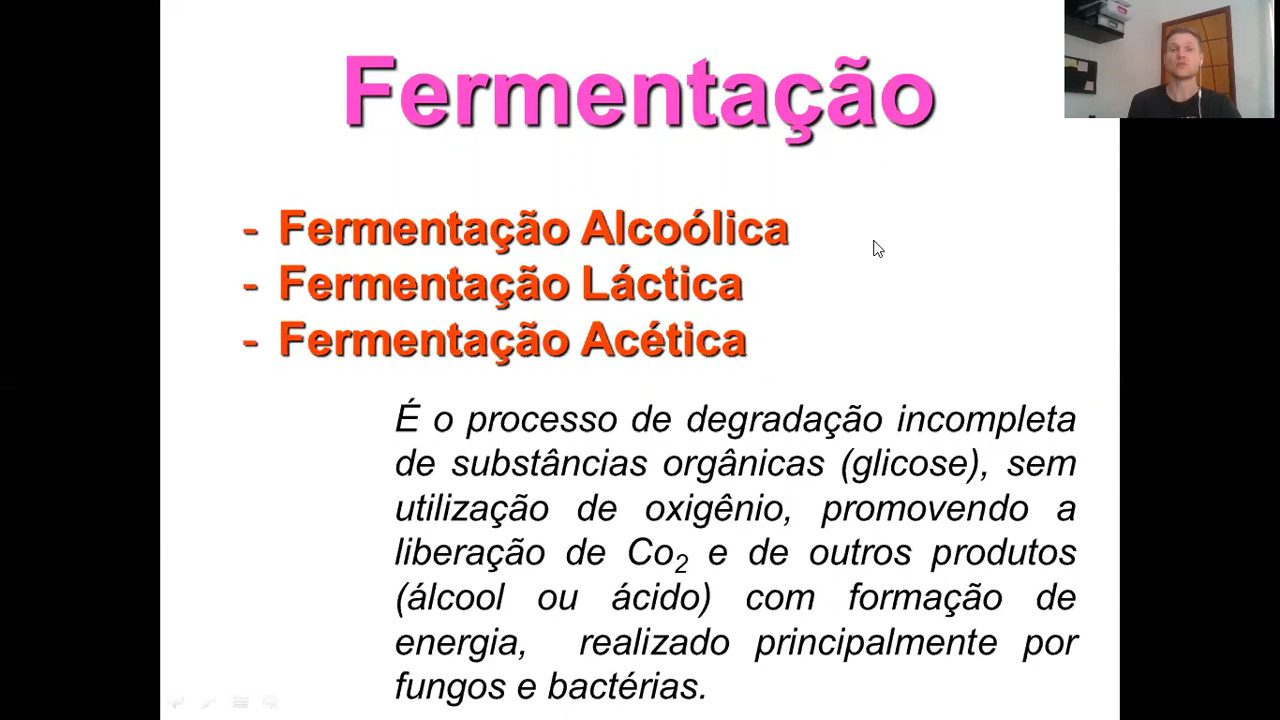 Fermentação
- Fermentação Alcoólica
- Fermentação Láctica
- Fermentação Acética
É o processo de degradação incompleta
de substâncias orgânicas (glicose), sem
utilização de oxigênio, promovendo a
liberação de Co₂ e de outros produtos
(álcool ou ácido) com formação de
energia, realizado principalmente por
fungos e bactérias.